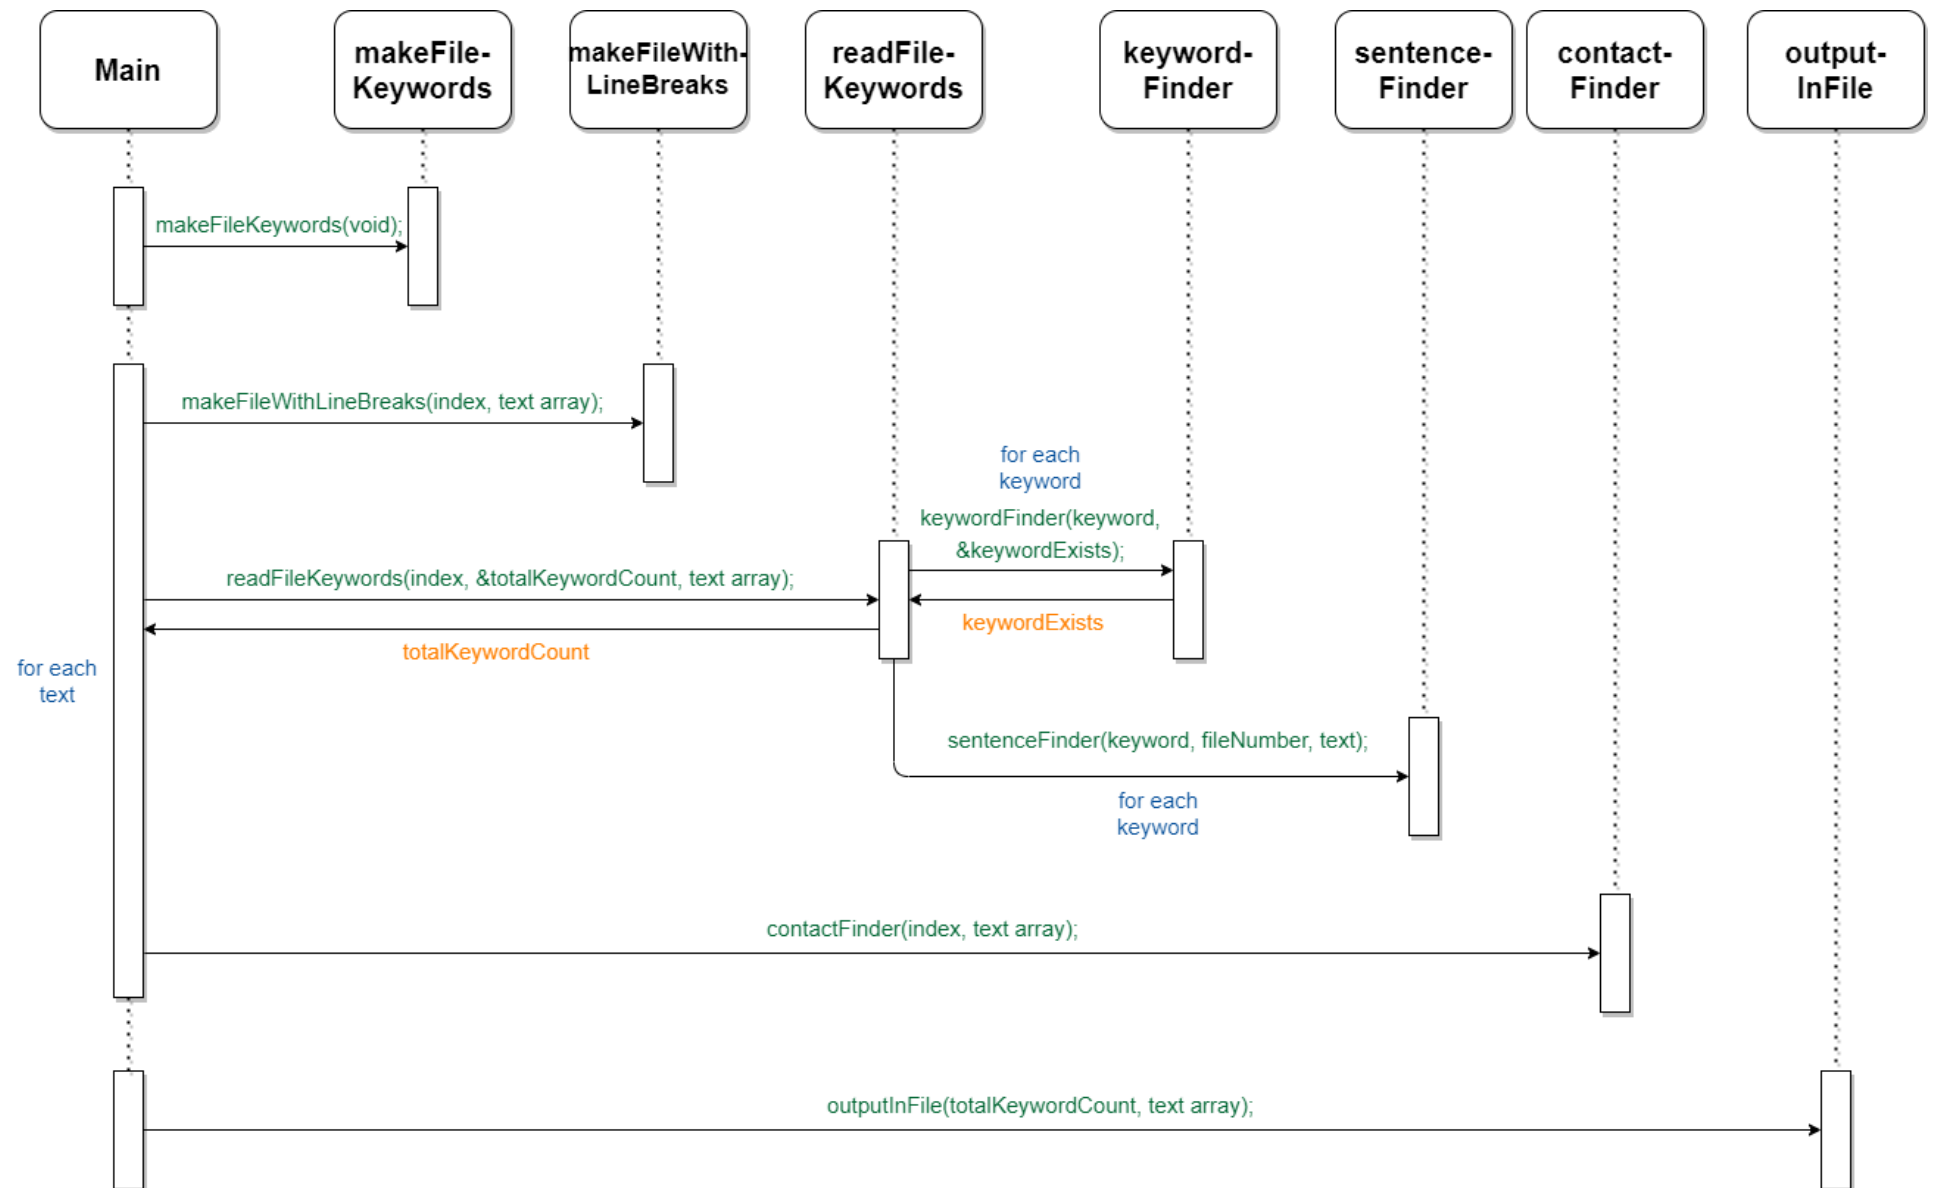 Main
makeFile-
Keywords
makeFileWith-
LineBreaks
readFile-
Keywords
keyword-
Finder
sentence-
Finder
contact-
Finder
output-
InFile
makeFileKeywords(void);
makeFileWithLineBreaks(index, text array);
for each
keyword
keywordFinder(keyword,
&keywordExists);
readFileKeywords(index, &totalKeywordCount, text array);
keywordExists
totalKeywordCount
for each
text
sentenceFinder(keyword, fileNumber, text);
for each
keyword
contactFinder(index, text array);
outputInFile(totalKeywordCount, text array);